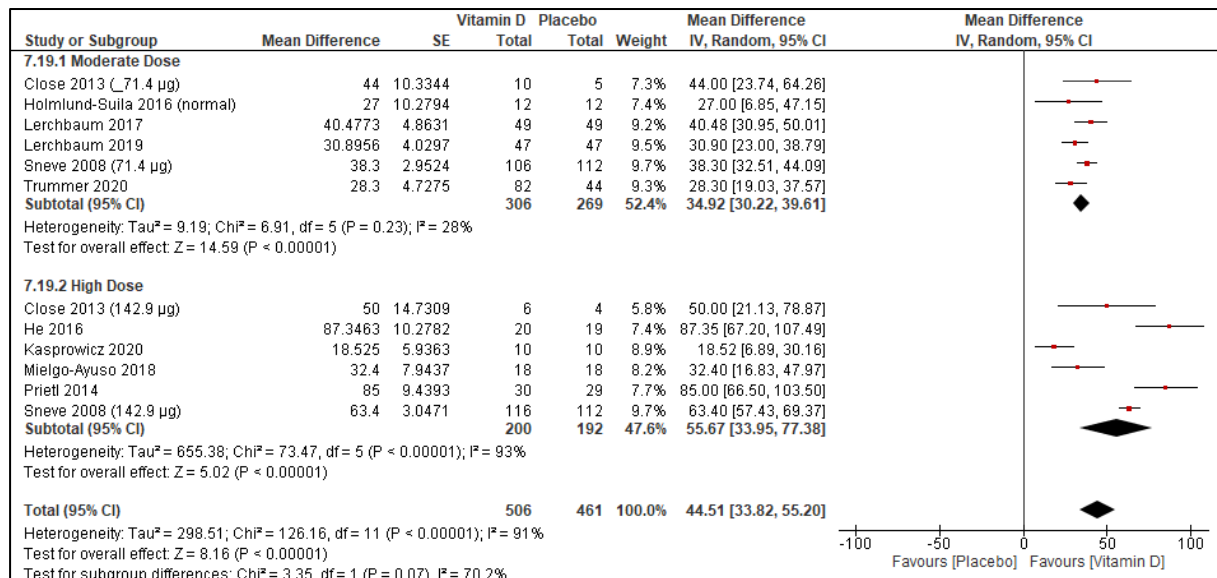 Vitamin D Placebo Mean Difference Mean Difference
Study or Subgroup Mean Difference SE Total Total Weight IV, Random, 95% CI IV, Random, 95% CI
7.19.1 Moderate Dose
Close 2013 (_71.4 µg) 44 10.3344 10 5 7.3% 44.00 [23.74, 64.26]
Holmlund-Suila 2016 (normal) 27 10.2794 12 12 7.4% 27.00 [6.85, 47.15]
Lerchbaum 2017 40.4773 4.8631 49 49 9.2% 40.48 [30.95, 50.01]
Lerchbaum 2019 30.8956 4.0297 47 47 9.5% 30.90 [23.00, 38.79]
Sneve 2008 (71.4 µg) 38.3 2.9524 106 112 9.7% 38.30 [32.51, 44.09]
Trummer 2020 28.3 4.7275 82 44 9.3% 28.30 [19.03, 37.57]
Subtotal (95% CI) 306 269 52.4% 34.92 [30.22, 39.61]
Heterogeneity: Tau² = 9.19; Chi² = 6.91, df = 5 (P = 0.23); I² = 28%
Test for overall effect: Z = 14.59 (P < 0.00001)
7.19.2 High Dose
Close 2013 (142.9 µg) 50 14.7309 6 4 5.8% 50.00 [21.13, 78.87]
He 2016 87.3463 10.2782 20 19 7.4% 87.35 [67.20, 107.49]
Kasprowicz 2020 18.525 5.9363 10 10 8.9% 18.52 [6.89, 30.16]
Mielgo-Ayuso 2018 32.4 7.9437 18 18 8.2% 32.40 [16.83, 47.97]
Prietl 2014 85 9.4393 30 29 7.7% 85.00 [66.50, 103.50]
Sneve 2008 (142.9 µg) 63.4 3.0471 116 112 9.7% 63.40 [57.43, 69.37]
Subtotal (95% CI) 200 192 47.6% 55.67 [33.95, 77.38]
Heterogeneity: Tau² = 655.38; Chi² = 73.47, df = 5 (P < 0.00001); I² = 93%
Test for overall effect: Z = 5.02 (P < 0.00001)
Total (95% CI) 506 461 100.0% 44.51 [33.82, 55.20]
Heterogeneity: Tau² = 298.51; Chi² = 126.16, df = 11 (P < 0.00001); I² = 91%
Test for overall effect: Z = 8.16 (P < 0.00001)
Test for subgroup differences: Chi² = 3.35, df = 1 (P = 0.07), I² = 70.2%
-100 -50 0 50 100
Favours [Placebo] Favours [Vitamin D]